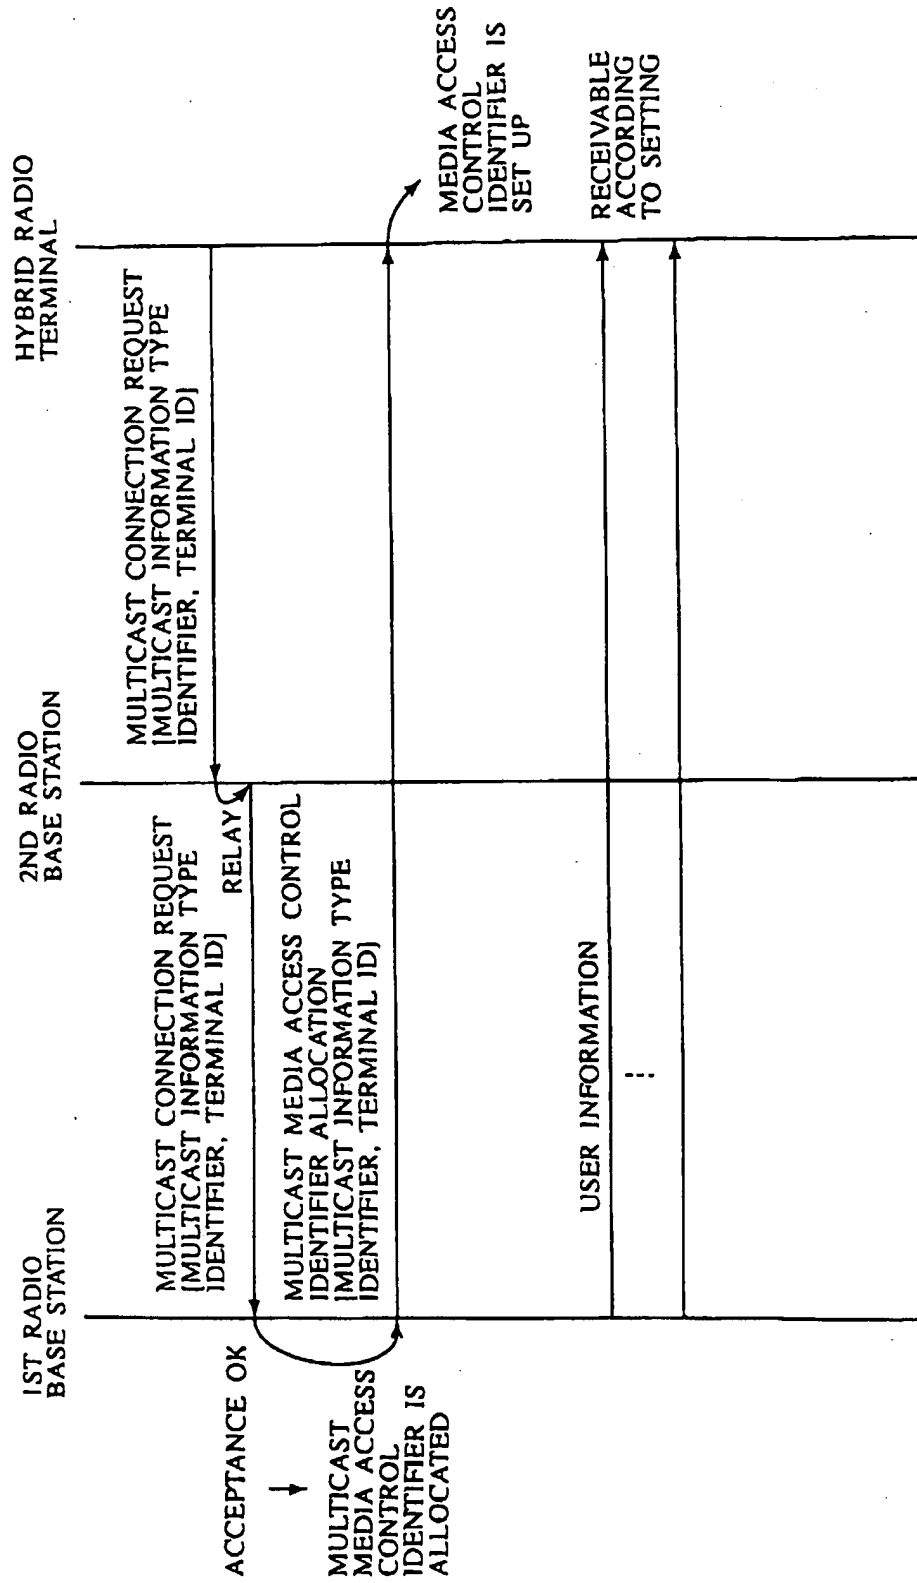 1ST RADIO
BASE STATION
2ND RADIO
BASE STATION
HYBRID RADIO
TERMINAL
MULTICAST CONNECTION REQUEST
[MULTICAST INFORMATION TYPE
IDENTIFIER, TERMINAL ID]
MULTICAST CONNECTION REQUEST
[MULTICAST INFORMATION TYPE
IDENTIFIER, TERMINAL ID]
RELAY
ACCEPTANCE OK
MULTICAST
MEDIA ACCESS
CONTROL
IDENTIFIER IS
ALLOCATED
MULTICAST MEDIA ACCESS CONTROL
IDENTIFIER ALLOCATION
[MULTICAST INFORMATION TYPE
IDENTIFIER, TERMINAL ID]
MEDIA ACCESS
CONTROL
IDENTIFIER IS
SET UP
USER INFORMATION
RECEIVABLE
ACCORDING
TO SETTING